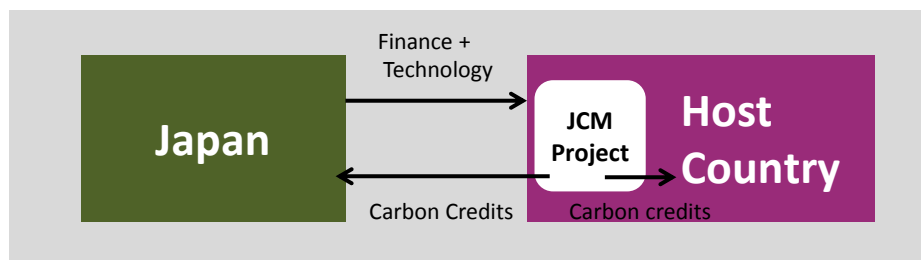 Finance +
Technology
Japan
JCM
Project
Host
Country
Carbon Credits
Carbon credits